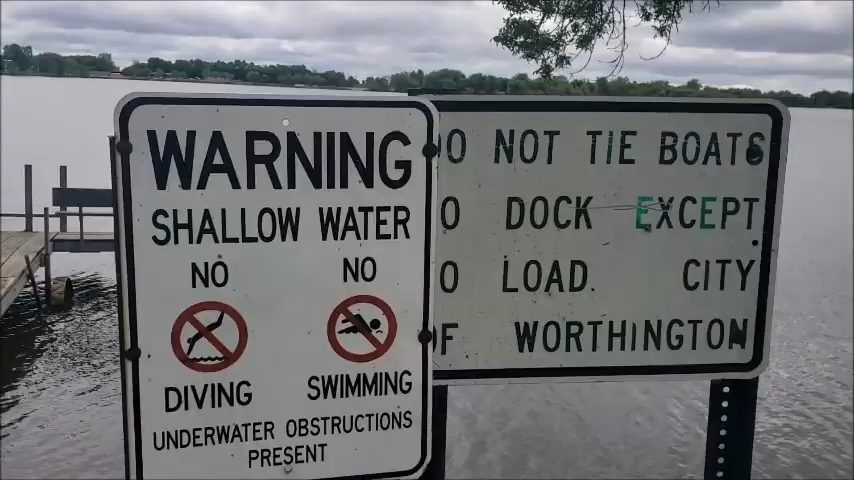 WARNING
SHALLOW WATER
NO NO
DIVING SWIMMING
UNDERWATER OBSTRUCTIONS
PRESENT
O NOT TIE BOATS
O DOCK EXCEPT
O LOAD. CITY
F WORTHINGTON